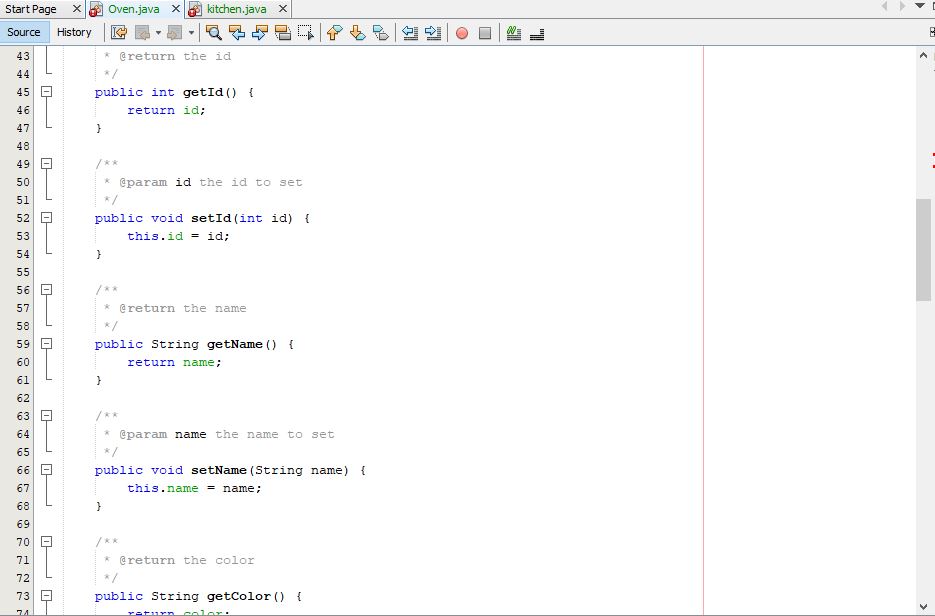 Start Page Oven.java kitchen.java
Source History
43 * @return the id
44 */
45 public int getId() {
46 return id;
47 }
48
49 /**
50 * @param id the id to set
51 */
52 public void setId(int id) {
53 this.id = id;
54 }
55
56 /**
57 * @return the name
58 */
59 public String getName() {
60 return name;
61 }
62
63 /**
64 * @param name the name to set
65 */
66 public void setName(String name) {
67 this.name = name;
68 }
69
70 /**
71 * @return the color
72 */
73 public String getColor() {
74 return color;